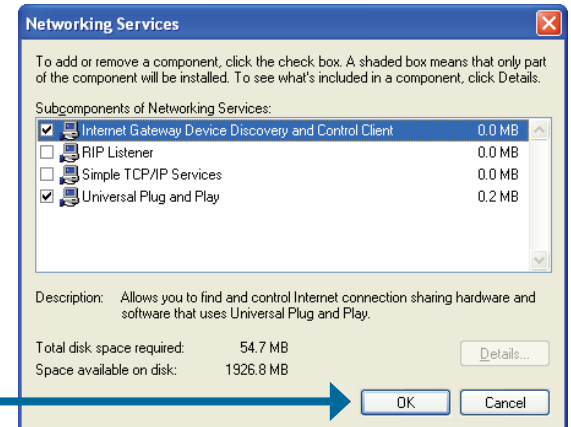 Networking Services
To add or remove a component, click the check box. A shaded box means that only part
of the component will be installed. To see what's included in a component, click Details.
Subcomponents of Networking Services:
Internet Gateway Device Discovery and Control Client 0.0 MB
RIP Listener 0.0 MB
Simple TCP/IP Services 0.0 MB
Universal Plug and Play 0.2 MB
Description: Allows you to find and control Internet connection sharing hardware and
software that uses Universal Plug and Play.
Total disk space required: 54.7 MB
Details...
Space available on disk: 1926.8 MB
OK Cancel